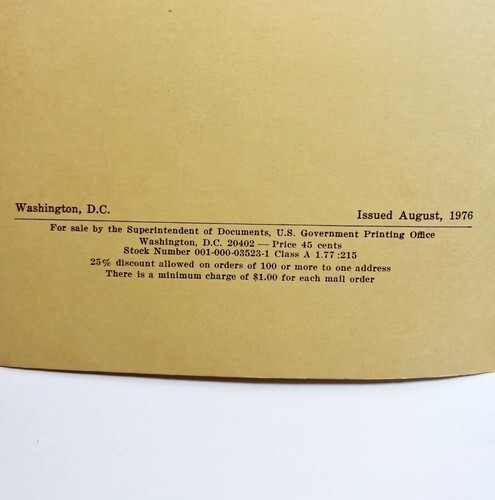 Washington, D.C. Issued August, 1976
For sale by the Superintendent of Documents, U.S. Government Printing Office
Washington, D.C. 20402 — Price 45 cents
Stock Number 001-000-03523-1 Class A 1.77 :215
25% discount allowed on orders of 100 or more to one address
There is a minimum charge of $1.00 for each mail order